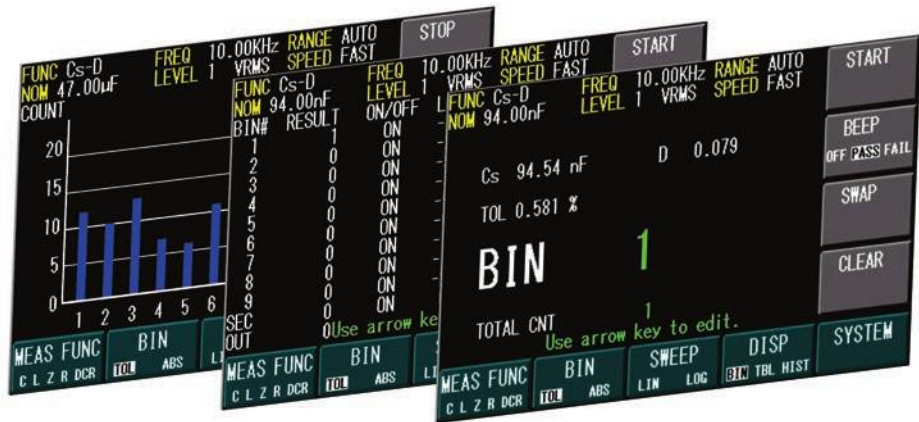 FUNC Cs-D
FREQ 10.00KHz
RANGE AUTO
NOM 47.00μF
LEVEL 1 VRMS
SPEED FAST
STOP
COUNT
20
15
10
5
0
1 2 3 4 5 6
MEAS FUNC
C L Z R DCR
BIN
TOL ABS
FUNC Cs-D
FREQ 10.00KHz
RANGE AUTO
NOM 94.00nF
LEVEL 1 VRMS
SPEED FAST
START
BIN# RESULT ON/OFF
1 1 ON
2 0 ON
3 0 ON
4 0 ON
5 0 ON
6 0 ON
7 0 ON
8 0 ON
9 0 ON
SEC 0
OUT 0
Use arrow
MEAS FUNC
C L Z R DCR
BIN
TOL ABS
FUNC Cs-D
FREQ 10.00KHz
RANGE AUTO
NOM 94.00nF
LEVEL 1 VRMS
SPEED FAST
START
BEEP
OFF PASS FAIL
SWAP
CLEAR
SYSTEM
Cs 94.54 nF
D 0.079
TOL 0.581 %
BIN 1
TOTAL CNT 1
Use arrow key to edit.
MEAS FUNC
C L Z R DCR
BIN
TOL ABS
SWEEP
LIN LOG
DISP
BIN TBL HIST